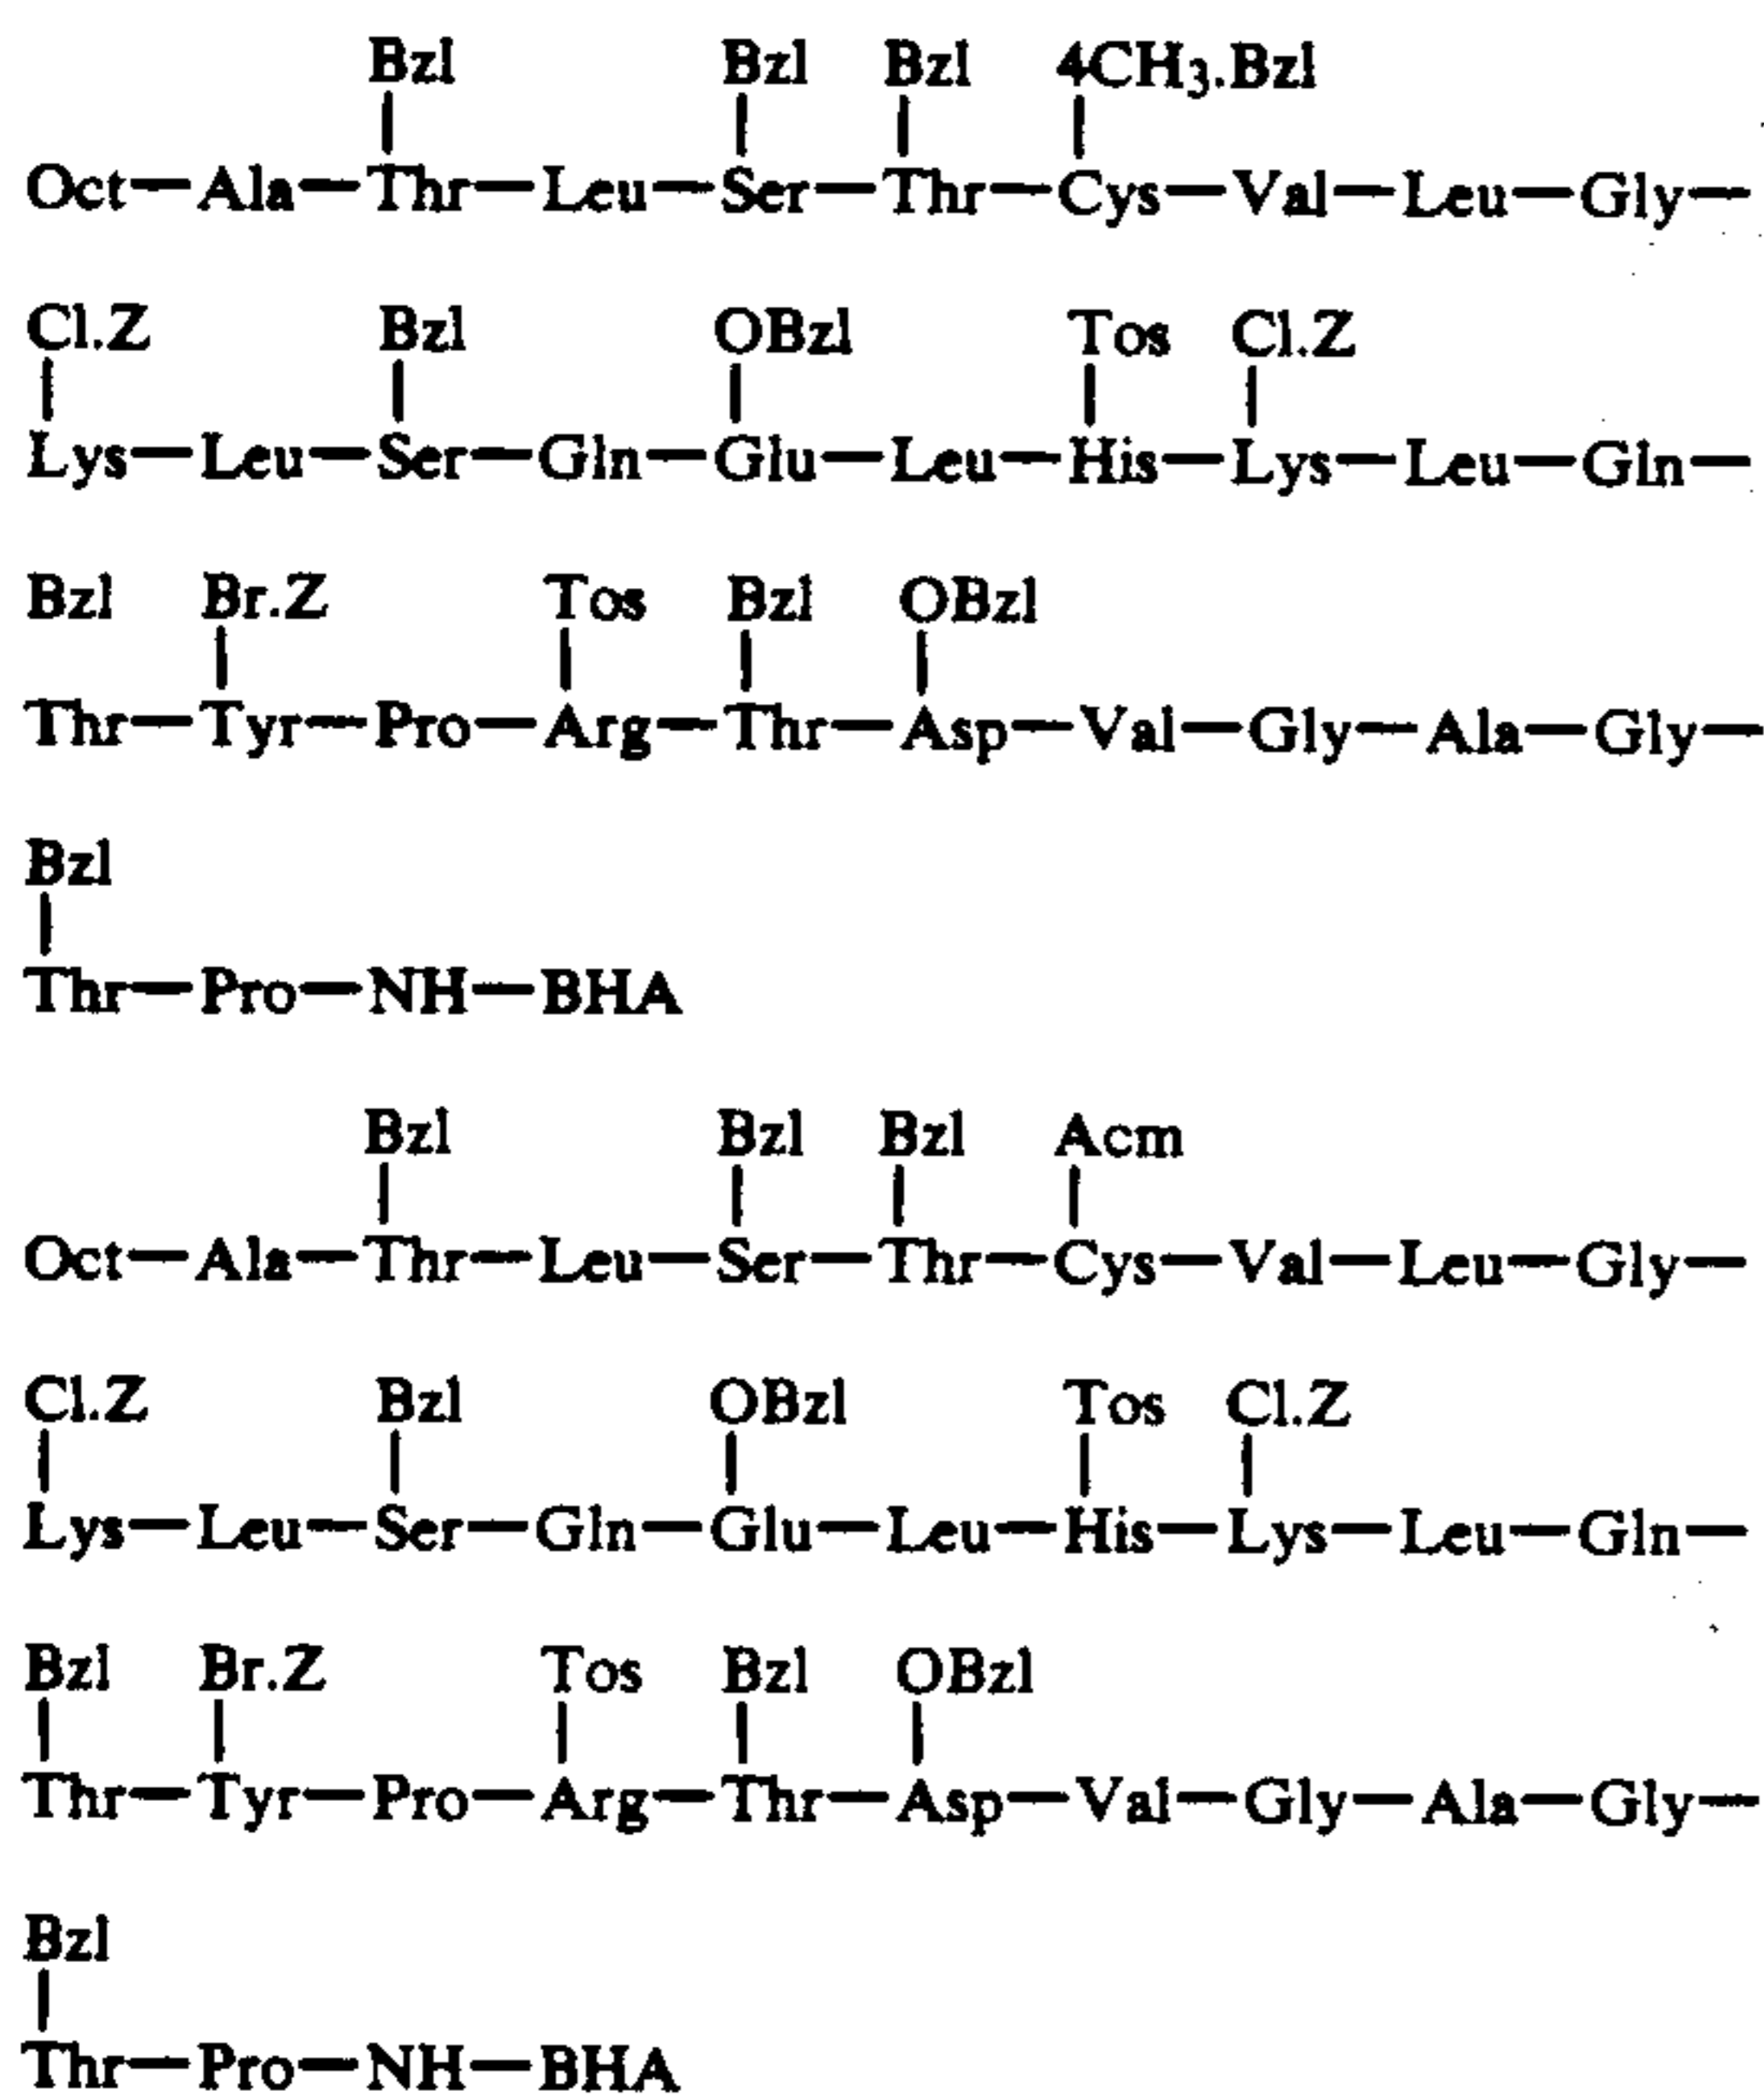 Bzl Bzl Bzl 4CH₃.Bzl
Oct—Ala—Thr—Leu—Ser—Thr—Cys—Val—Leu—Gly—
Cl.Z Bzl OBzl Tos Cl.Z
Lys—Leu—Ser—Gln—Glu—Leu—His—Lys—Leu—Gln—
Bzl Br.Z Tos Bzl OBzl
Thr—Tyr—Pro—Arg—Thr—Asp—Val—Gly—Ala—Gly—
Bzl
Thr—Pro—NH—BHA
Bzl Bzl Bzl Acm
Oct—Ala—Thr—Leu—Ser—Thr—Cys—Val—Leu—Gly—
Cl.Z Bzl OBzl Tos Cl.Z
Lys—Leu—Ser—Gln—Glu—Leu—His—Lys—Leu—Gln—
Bzl Br.Z Tos Bzl OBzl
Thr—Tyr—Pro—Arg—Thr—Asp—Val—Gly—Ala—Gly—
Bzl
Thr—Pro—NH—BHA